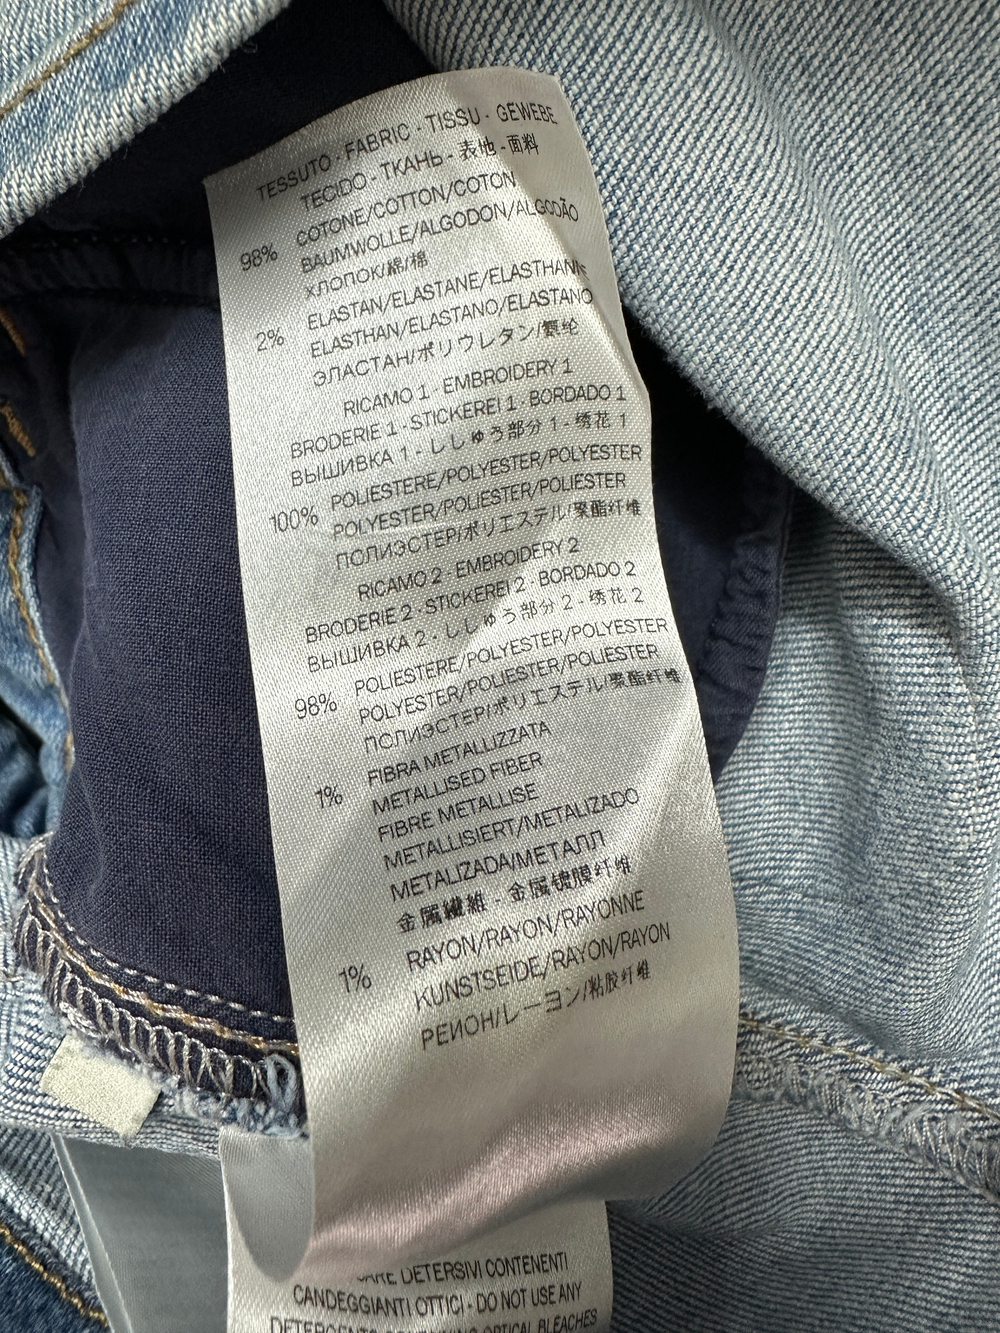 TESSUTO - FABRIC - TISSU - GEWEBE
TECIDO - ТКАНЬ - 表地 - 面料
98% COTONE/COTTON/COTON
BAUMWOLLE/ALGODON/ALGODÃO
ХЛОПОК/綿/棉
2% ELASTAN/ELASTANE/ELASTHANNE
ELASTHAN/ELASTANO/ELASTANO
ЭЛАСТАН/ポリウレタン/氨纶
RICAMO 1 - EMBROIDERY 1
BRODERIE 1 - STICKEREI 1 - BORDADO 1
ВЫШИВКА 1 - ししゅう部分 1 - 绣花 1
100% POLIESTERE/POLYESTER/POLYESTER
POLYESTER/POLIESTER/POLIESTER
ПОЛИЭСТЕР/ポリエステル/聚酯纤维
RICAMO 2 - EMBROIDERY 2
BRODERIE 2 - STICKEREI 2 - BORDADO 2
ВЫШИВКА 2 - ししゅう部分 2 - 绣花 2
98% POLIESTERE/POLYESTER/POLYESTER
POLYESTER/POLIESTER/POLIESTER
ПОЛИЭСТЕР/ポリエステル/聚酯纤维
1% FIBRA METALLIZZATA
METALLISED FIBER
FIBRE METALLISE
METALLISIERT/METALIZADO
METALIZADA/МЕТАЛЛ
金属繊維 - 金属镀膜纤维
1% RAYON/RAYON/RAYONNE
KUNSTSEIDE/RAYON/RAYON
РЕИОН/レーヨン/粘胶纤维
DETERSIVI CONTENENTI
CANDEGGIANTI OTTICI - DO NOT USE ANY
DETERGENTS CONTAINING OPTICAL BLEACHES